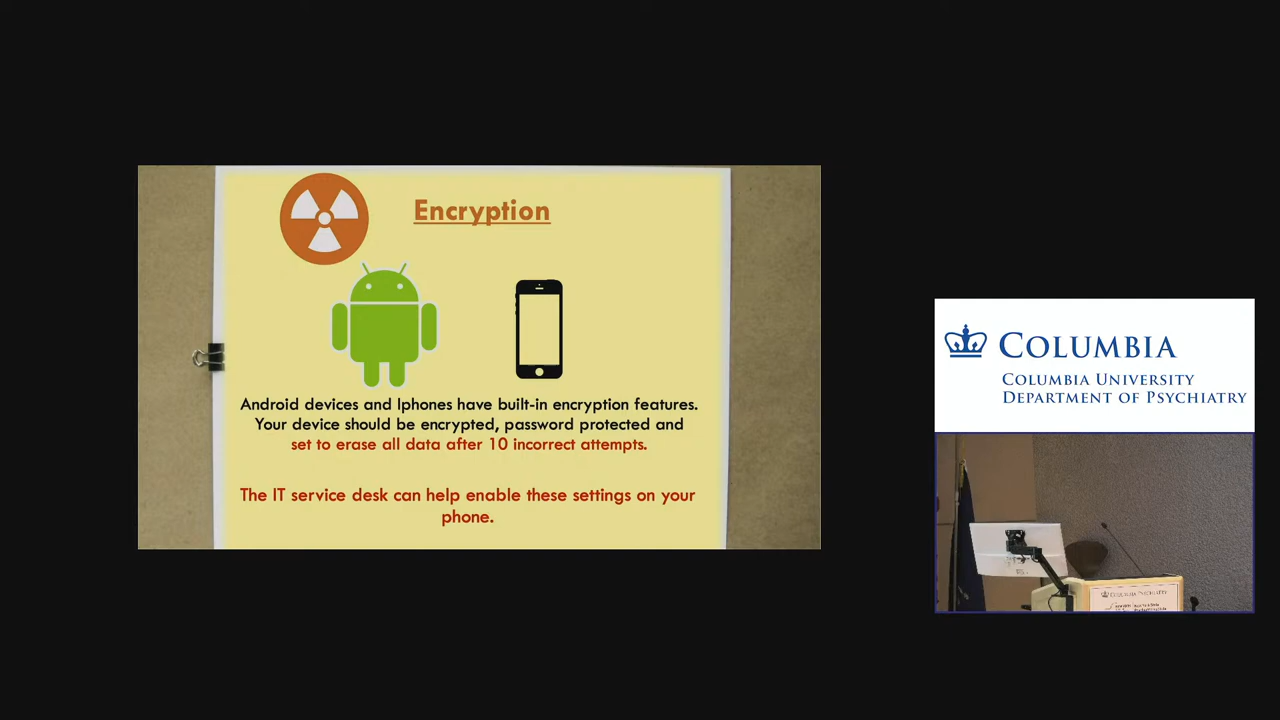 Encryption
Android devices and Iphones have built-in encryption features.
Your device should be encrypted, password protected and
set to erase all data after 10 incorrect attempts.
The IT service desk can help enable these settings on your
phone.
COLUMBIA
COLUMBIA UNIVERSITY
DEPARTMENT OF PSYCHIATRY
COLUMBIA PSYCHIATRY